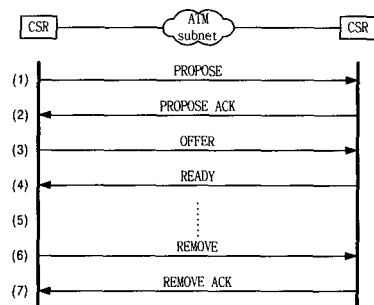 CSR
ATM
subnet
CSR
(1) PROPOSE
(2) PROPOSE ACK
(3) OFFER
(4) READY
(5)
(6) REMOVE
(7) REMOVE ACK